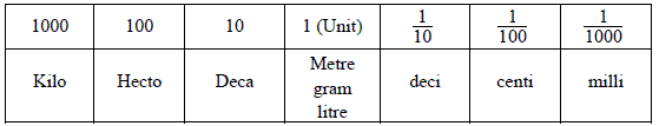 1000 100 10 1 (Unit) 1/10 1/100 1/1000
Kilo Hecto Deca Metre gram litre deci centi milli